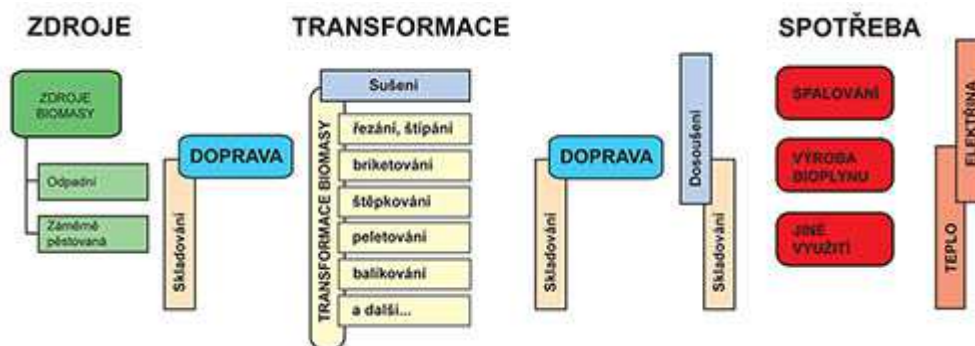 ZDROJE
TRANSFORMACE
SPOTŘEBA
ZDROJE
BIOMASY
Odpadní
Záměrně
pěstovaná
DOPRAVA
Skladování
TRANSFORMACE BIOMASY
Sušení
řezání, štípání
briketování
štěpkování
peletování
balíkování
a další...
DOPRAVA
Skladování
Dosoušení
Skladování
SPALOVÁNÍ
VÝROBA
BIOPLYNU
JINÉ
VYUŽITÍ
TEPLO
ELEKTŘINA